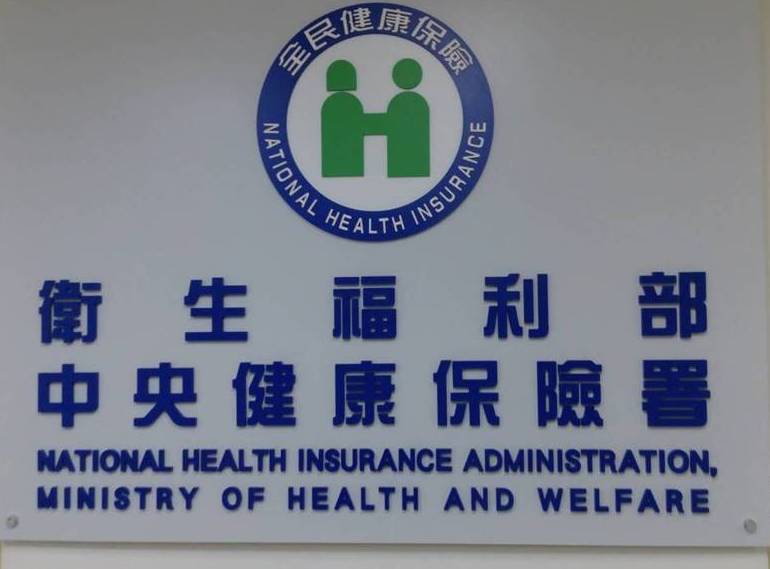 全民健康保險
NATIONAL HEALTH INSURANCE
衛生福利部
中央健康保險署
NATIONAL HEALTH INSURANCE ADMINISTRATION,
MINISTRY OF HEALTH AND WELFARE